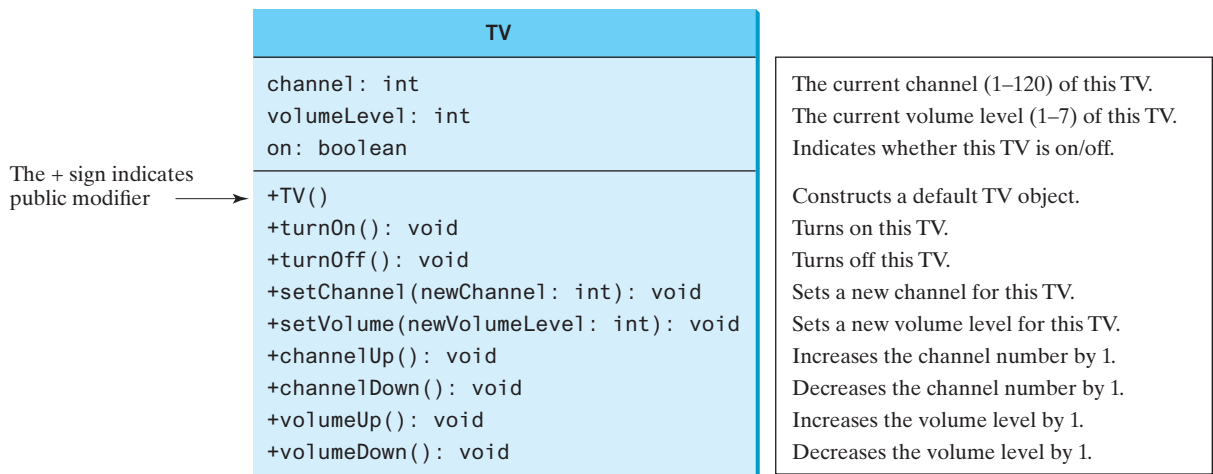 TV
channel: int
The current channel (1–120) of this TV.
volumeLevel: int
The current volume level (1–7) of this TV.
on: boolean
Indicates whether this TV is on/off.
The + sign indicates
public modifier
+TV()
Constructs a default TV object.
+turnOn(): void
Turns on this TV.
+turnOff(): void
Turns off this TV.
+setChannel(newChannel: int): void
Sets a new channel for this TV.
+setVolume(newVolumeLevel: int): void
Sets a new volume level for this TV.
+channelUp(): void
Increases the channel number by 1.
+channelDown(): void
Decreases the channel number by 1.
+volumeUp(): void
Increases the volume level by 1.
+volumeDown(): void
Decreases the volume level by 1.